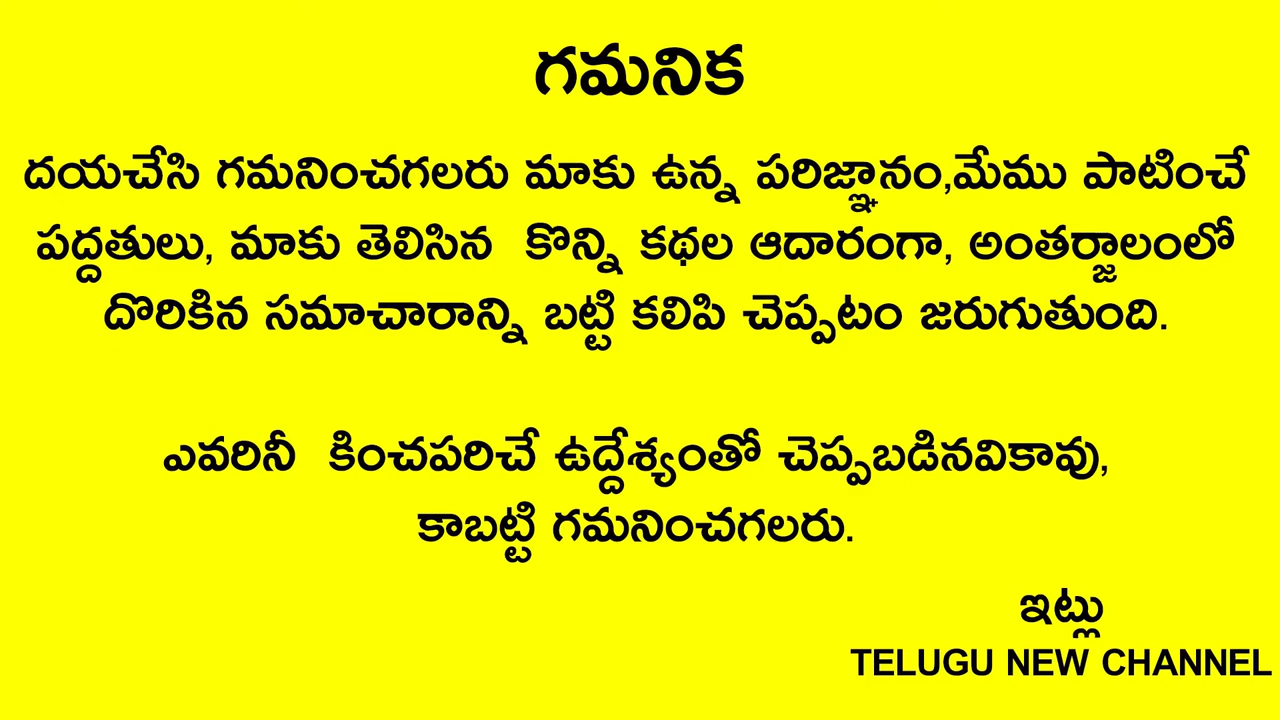 గమనిక
దయచేసి గమనించగలరు మాకు ఉన్న పరిజ్ఞానం,మేము పాటించే
పద్దతులు, మాకు తెలిసిన కొన్ని కథల ఆదారంగా, అంతర్జాలంలో
దొరికిన సమాచారాన్ని బట్టి కలిపి చెప్పటం జరుగుతుంది.
ఎవరినీ కించపరిచే ఉద్దేశ్యంతో చెప్పబడినవికావు,
కాబట్టి గమనించగలరు.
ఇట్లు
TELUGU NEW CHANNEL